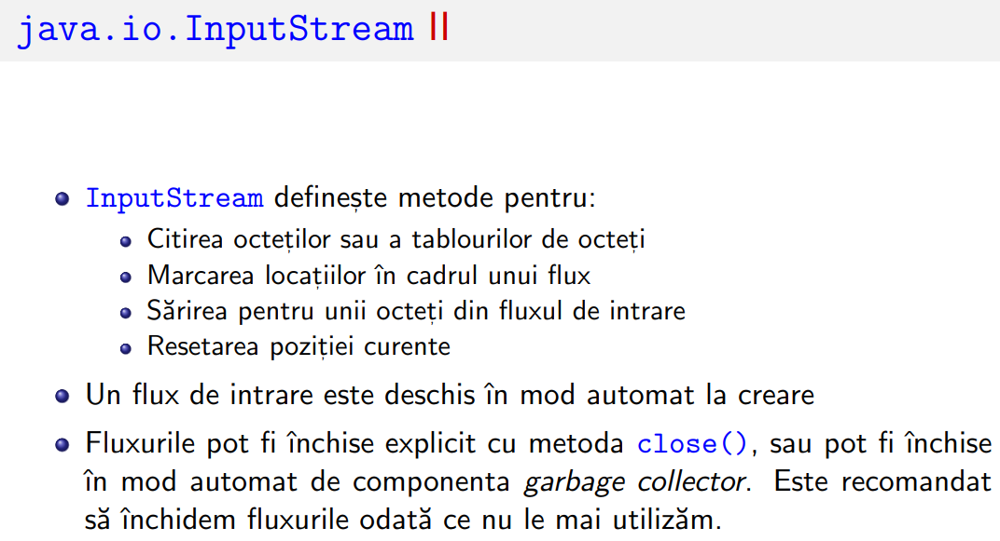 java.io.InputStream II
InputStream definește metode pentru:
Citirea octeților sau a tablourilor de octeți
Marcarea locațiilor în cadrul unui flux
Sărirea pentru unii octeți din fluxul de intrare
Resetarea poziției curente
Un flux de intrare este deschis în mod automat la creare
Fluxurile pot fi închise explicit cu metoda close(), sau pot fi închise
în mod automat de componenta garbage collector. Este recomandat
să închidem fluxurile odată ce nu le mai utilizăm.